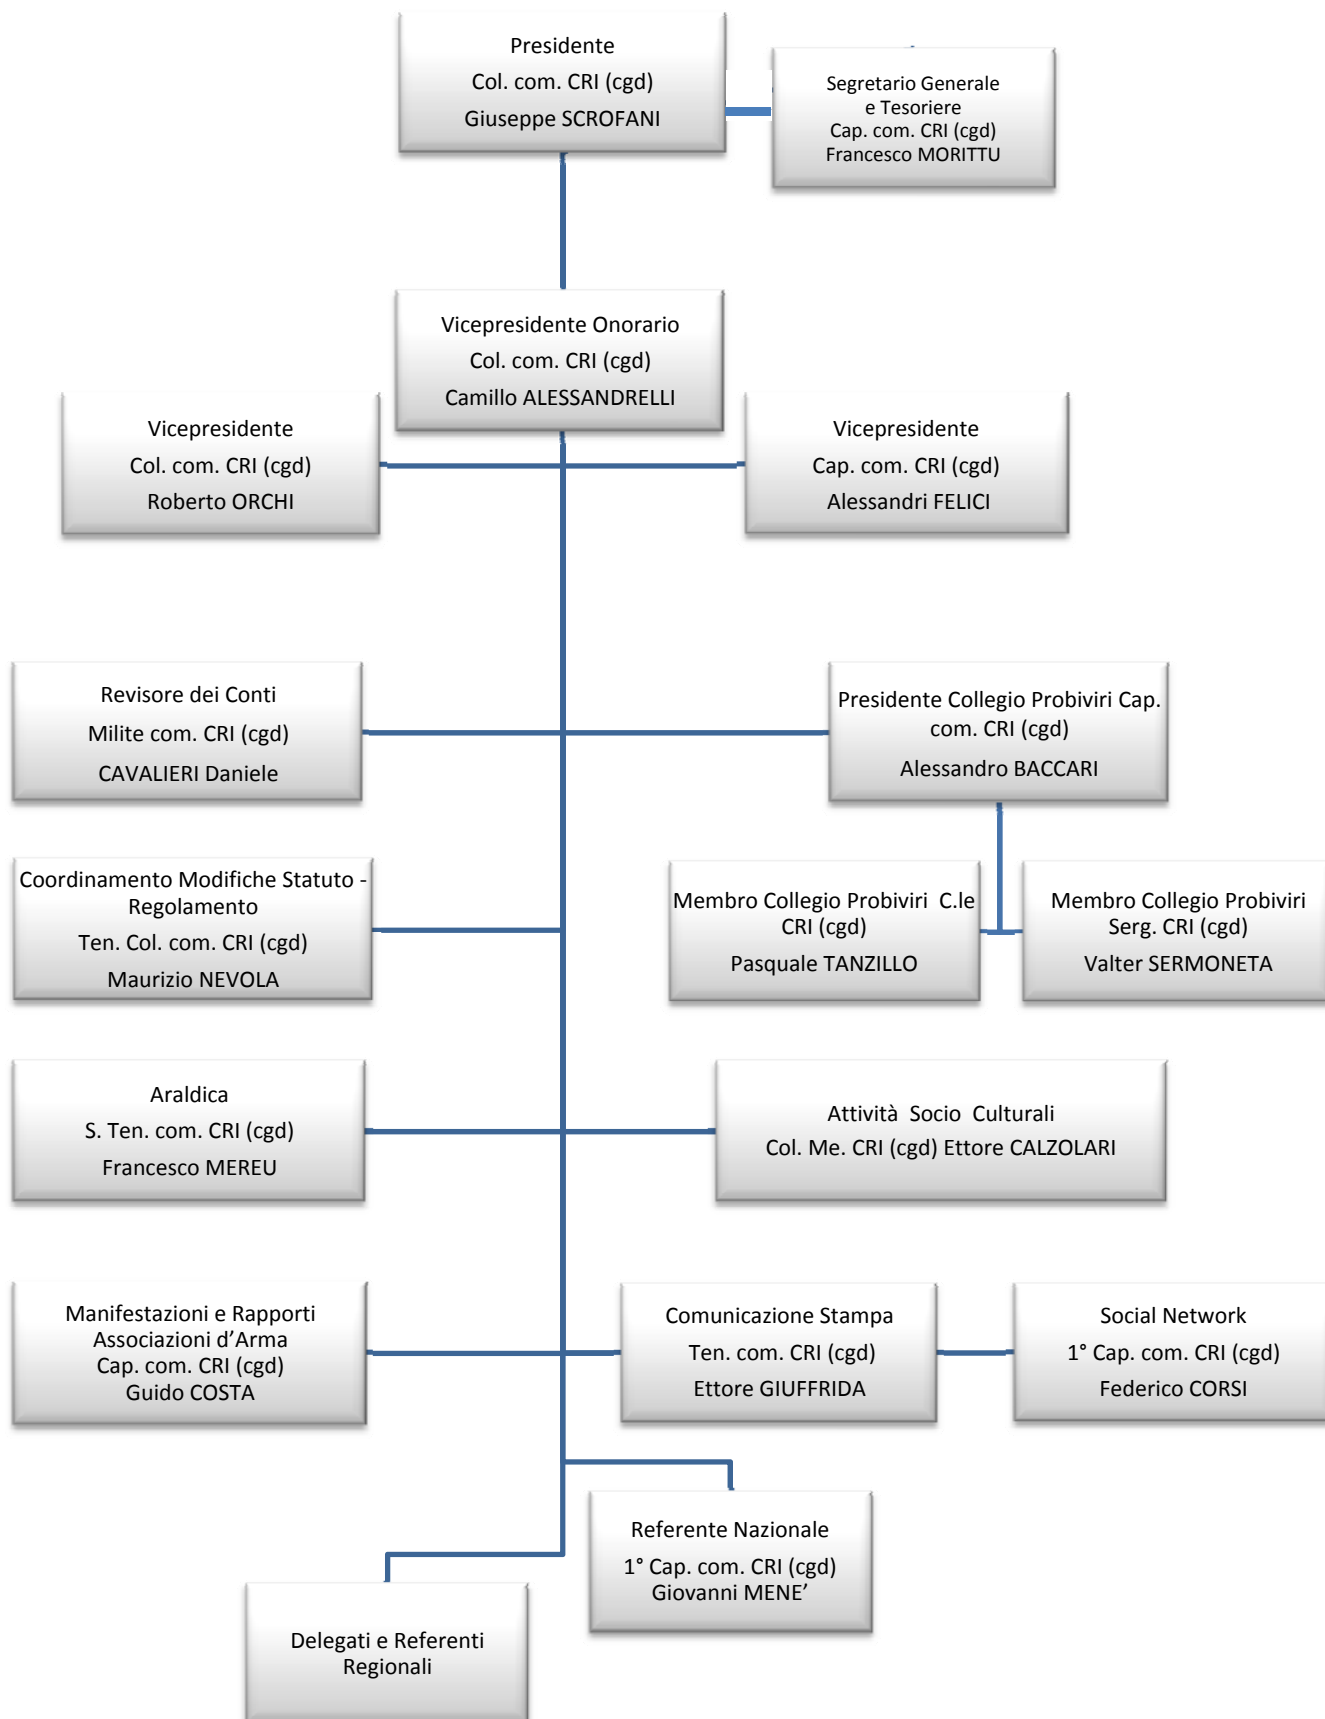 Presidente
Col. com. CRI (cgd)
Giuseppe SCROFANI
Segretario Generale
e Tesoriere
Cap. com. CRI (cgd)
Francesco MORITTU
Vicepresidente Onorario
Col. com. CRI (cgd)
Camillo ALESSANDRELLI
Vicepresidente
Col. com. CRI (cgd)
Roberto ORCHI
Vicepresidente
Cap. com. CRI (cgd)
Alessandri FELICI
Revisore dei Conti
Milite com. CRI (cgd)
CAVALIERI Daniele
Presidente Collegio Probiviri Cap.
com. CRI (cgd)
Alessandro BACCARI
Coordinamento Modifiche Statuto -
Regolamento
Ten. Col. com. CRI (cgd)
Maurizio NEVOLA
Membro Collegio Probiviri C.le
CRI (cgd)
Pasquale TANZILLO
Membro Collegio Probiviri
Serg. CRI (cgd)
Valter SERMONETA
Araldica
S. Ten. com. CRI (cgd)
Francesco MEREU
Attività Socio Culturali
Col. Me. CRI (cgd) Ettore CALZOLARI
Manifestazioni e Rapporti
Associazioni d’Arma
Cap. com. CRI (cgd)
Guido COSTA
Comunicazione Stampa
Ten. com. CRI (cgd)
Ettore GIUFFRIDA
Social Network
1° Cap. com. CRI (cgd)
Federico CORSI
Referente Nazionale
1° Cap. com. CRI (cgd)
Giovanni MENE’
Delegati e Referenti
Regionali